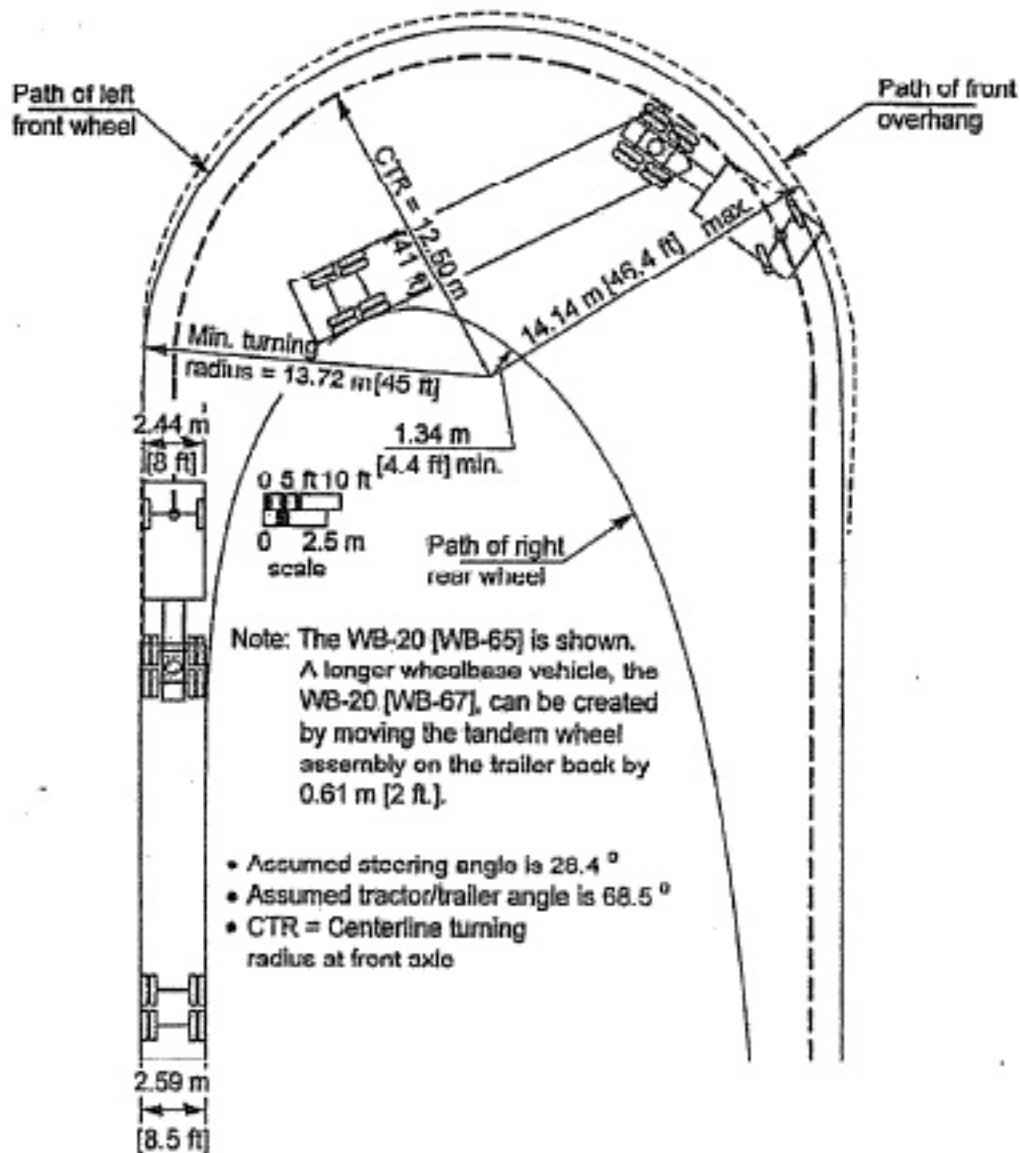 Path of left
front wheel
Path of front
overhang
CTR = 12.50 m
[41 ft]
14.14 m [46.4 ft] max.
Min. turning
radius = 13.72 m [45 ft]
2.44 m
[8 ft]
1.34 m
[4.4 ft] min.
0 5 ft 10 ft
0 2.5 m
scale
Path of right
rear wheel
Note: The WB-20 [WB-65] is shown.
A longer wheelbase vehicle, the
WB-20 [WB-67], can be created
by moving the tandem wheel
assembly on the trailer back by
0.61 m [2 ft.].
• Assumed steering angle is 28.4 °
• Assumed tractor/trailer angle is 68.5 °
• CTR = Centerline turning
radius at front axle
2.59 m
[8.5 ft]